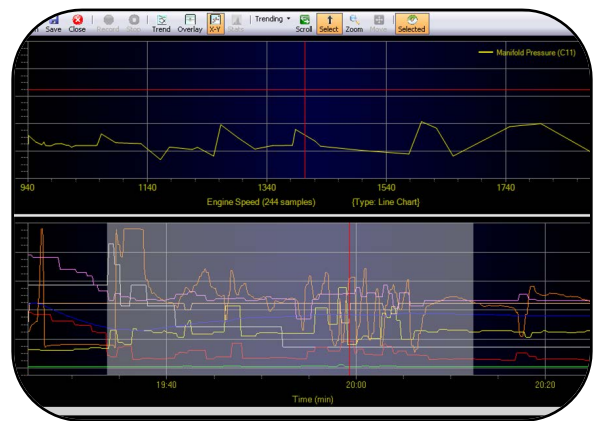 Save Close Record Stop Trend Overlay X-Y Stats Trending Scroll Select Zoom Move Selected
Manifold Pressure (C11)
940 1140 1340 1540 1740
Engine Speed (244 samples) (Type: Line Chart)
19:40 20:00 20:20
Time (min)